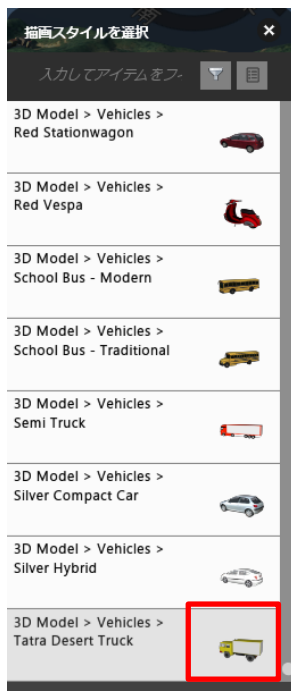 描画スタイルを選択
入力してアイテムをフィ
3D Model > Vehicles >
Red Stationwagon
3D Model > Vehicles >
Red Vespa
3D Model > Vehicles >
School Bus - Modern
3D Model > Vehicles >
School Bus - Traditional
3D Model > Vehicles >
Semi Truck
3D Model > Vehicles >
Silver Compact Car
3D Model > Vehicles >
Silver Hybrid
3D Model > Vehicles >
Tatra Desert Truck